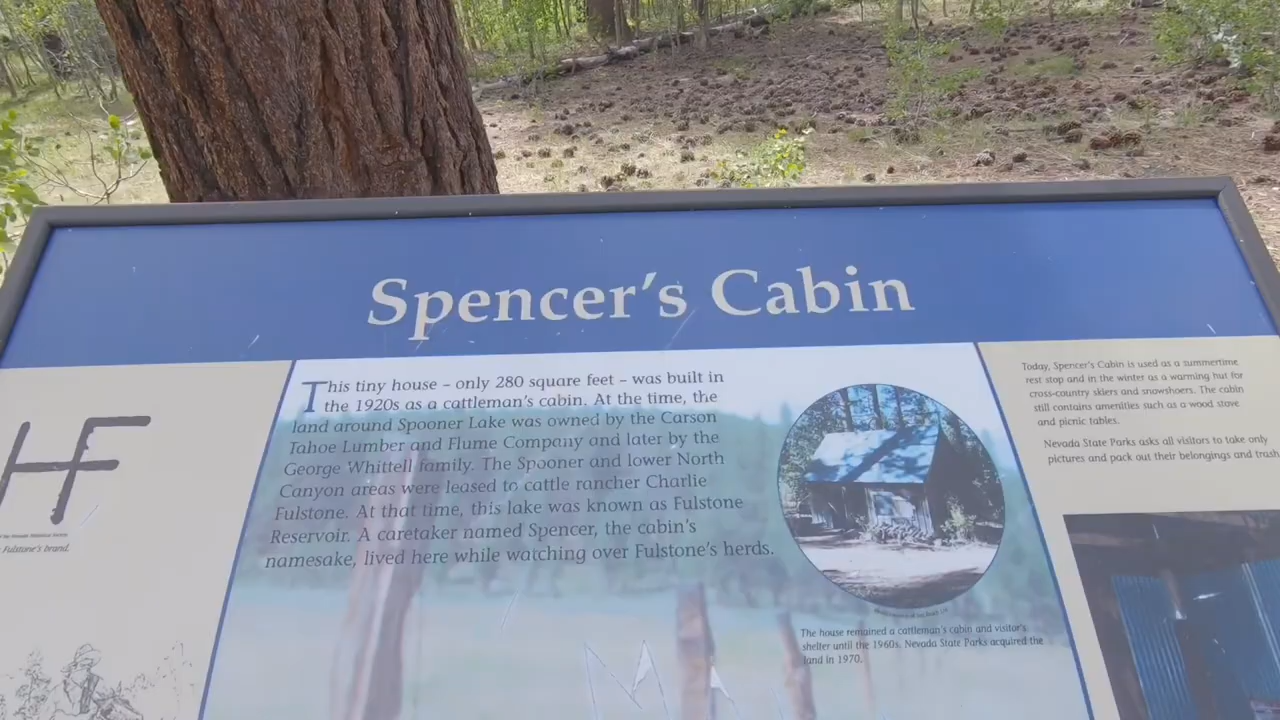 Spencer's Cabin
HF
Fulstone's brand.
This tiny house – only 280 square feet – was built in
the 1920s as a cattleman's cabin. At the time, the
land around Spooner Lake was owned by the Carson
Tahoe Lumber and Flume Company and later by the
George Whittell family. The Spooner and lower North
Canyon areas were leased to cattle rancher Charlie
Fulstone. At that time, this lake was known as Fulstone
Reservoir. A caretaker named Spencer, the cabin's
namesake, lived here while watching over Fulstone's herds.
The house remained a cattleman's cabin and visitor's
shelter until the 1960s. Nevada State Parks acquired the
land in 1970.
Today, Spencer's Cabin is used as a summertime
rest stop and in the winter as a warming hut for
cross-country skiers and snowshoers. The cabin
still contains amenities such as a wood stove
and picnic tables.
Nevada State Parks asks all visitors to take only
pictures and pack out their belongings and trash